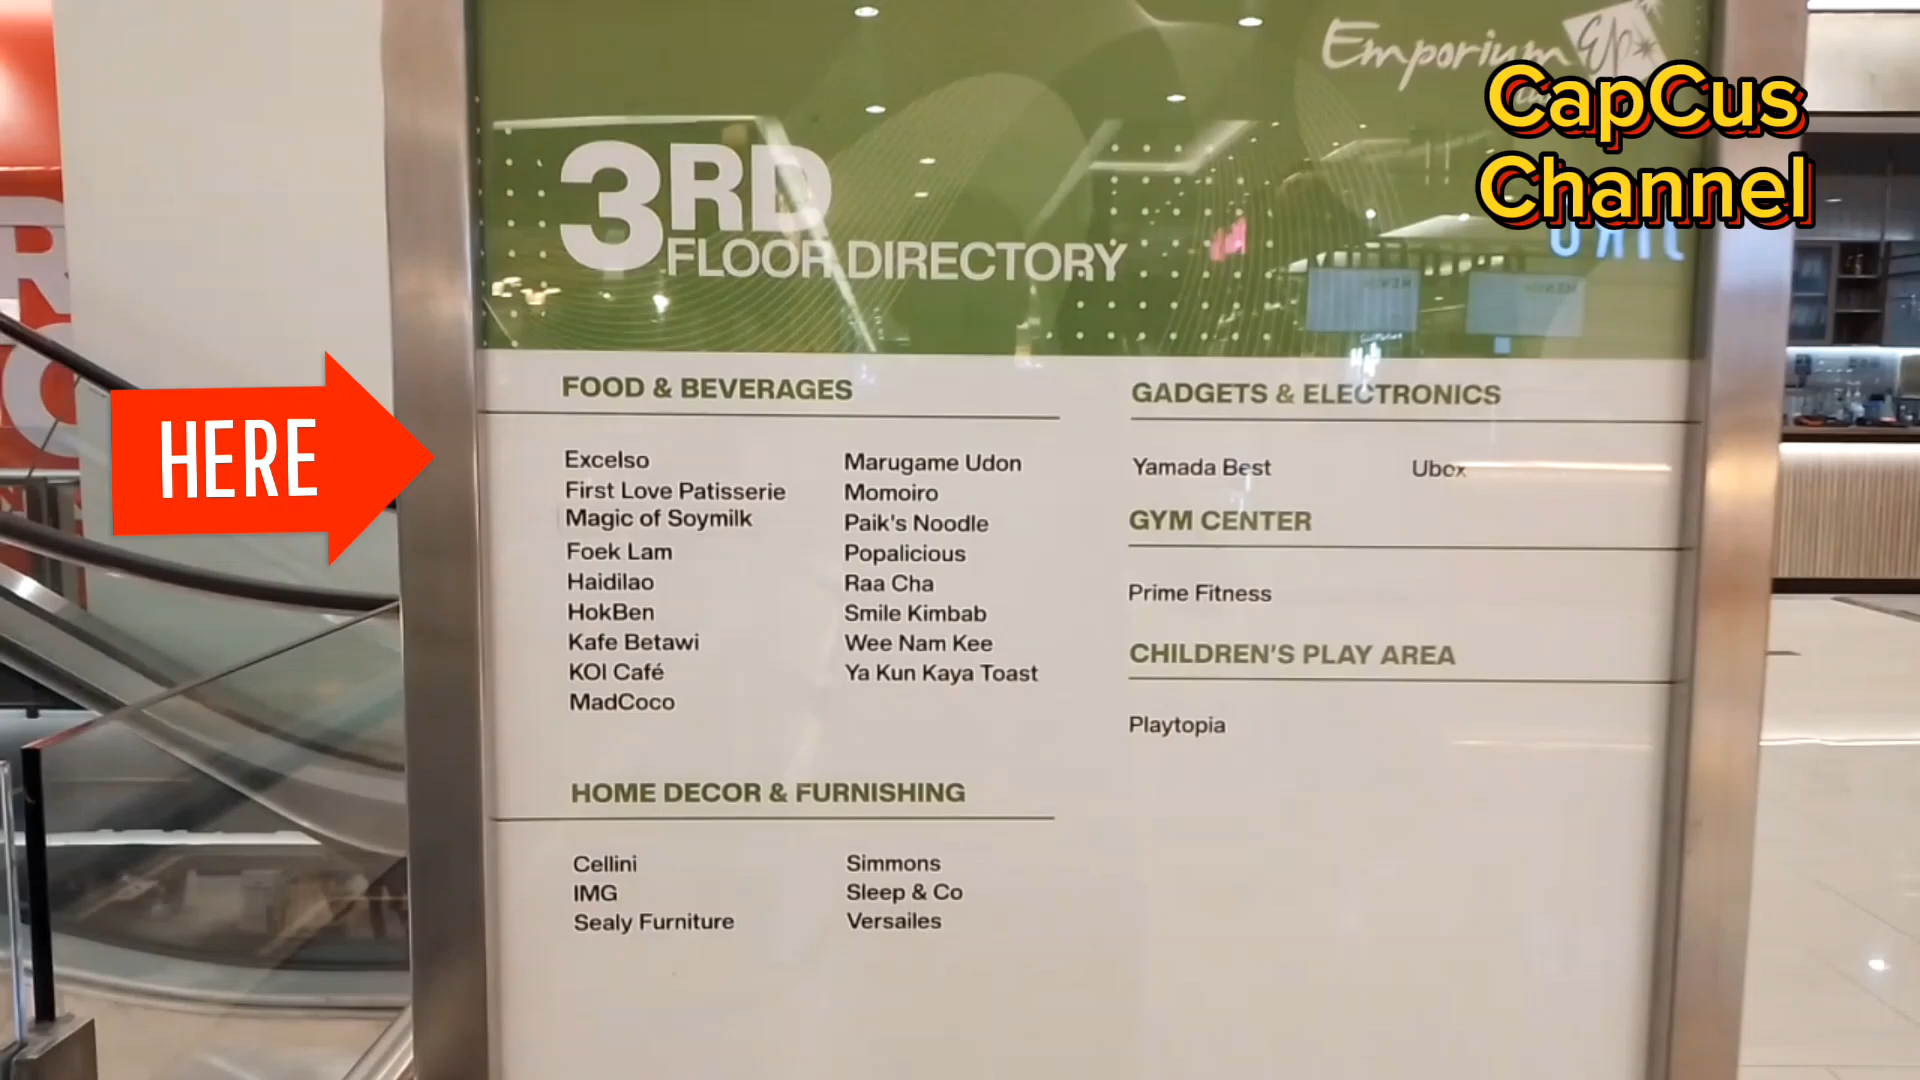 Emporium
CapCus
Channel
3RD
FLOOR DIRECTORY
HERE
FOOD & BEVERAGES
Excelso
First Love Patisserie
Magic of Soymilk
Foek Lam
Haidilao
HokBen
Kafe Betawi
KOI Café
MadCoco
Marugame Udon
Momoiro
Paik's Noodle
Popalicious
Raa Cha
Smile Kimbab
Wee Nam Kee
Ya Kun Kaya Toast
HOME DECOR & FURNISHING
Cellini
IMG
Sealy Furniture
Simmons
Sleep & Co
Versailes
GADGETS & ELECTRONICS
Yamada Best
Ubox
GYM CENTER
Prime Fitness
CHILDREN'S PLAY AREA
Playtopia